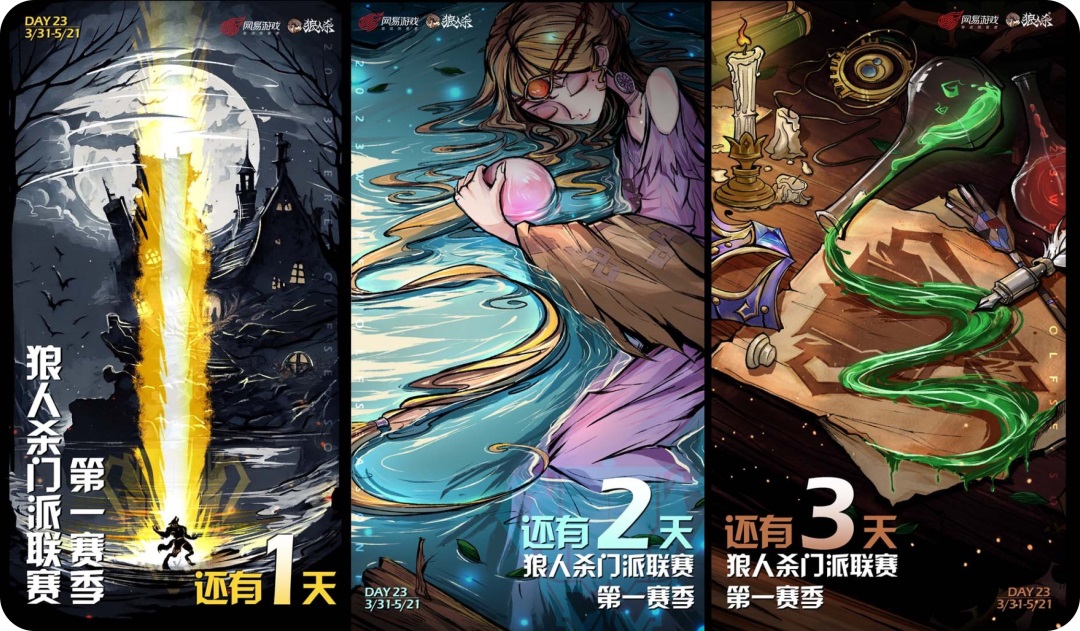 DAY 23
3/31-5/21
网易游戏
狼人杀
狼人杀门派联赛
第一赛季
还有1天
网易游戏
狼人杀
还有2天
狼人杀门派联赛
第一赛季
DAY 23
3/31-5/21
网易游戏
狼人杀
还有3天
狼人杀门派联赛
第一赛季
DAY 23
3/31-5/21